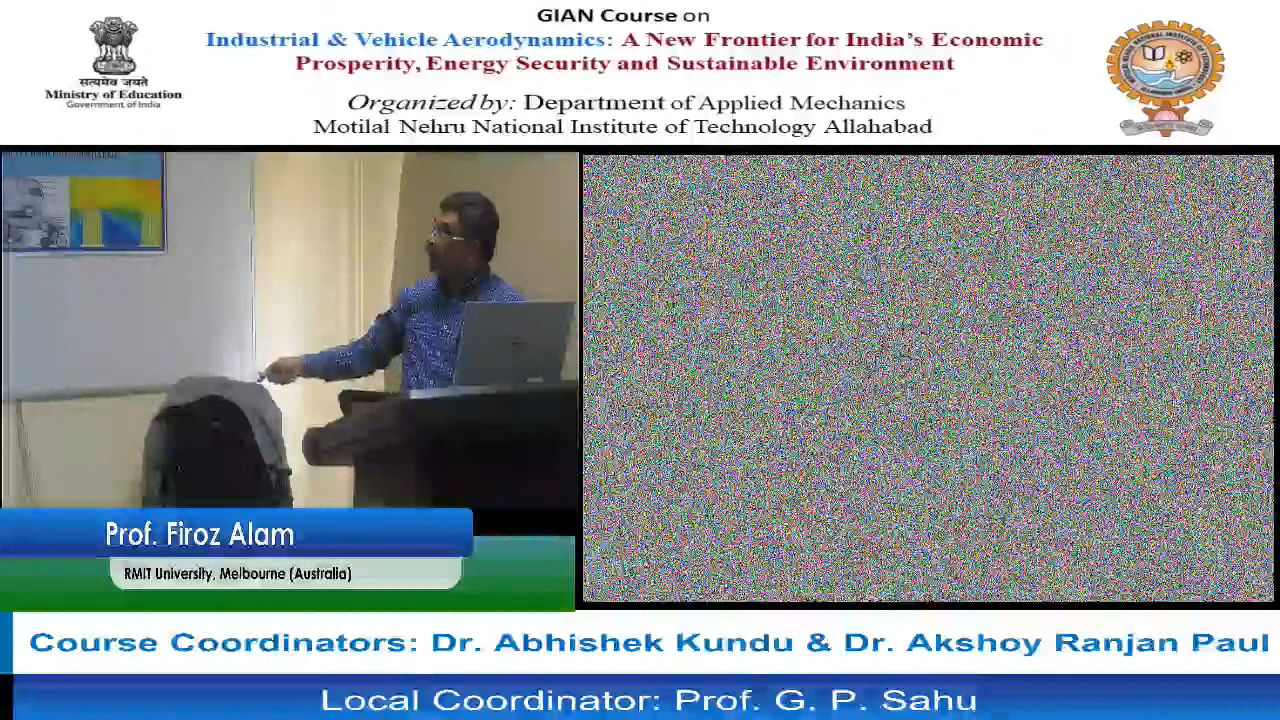 GIAN Course on
Industrial & Vehicle Aerodynamics: A New Frontier for India's Economic
Prosperity, Energy Security and Sustainable Environment
Organized by: Department of Applied Mechanics
Motilal Nehru National Institute of Technology Allahabad
सत्यमेव जयते
Ministry of Education
Government of India
Prof. Firoz Alam
RMIT University, Melbourne (Australia)
Course Coordinators: Dr. Abhishek Kundu & Dr. Akshoy Ranjan Paul
Local Coordinator: Prof. G. P. Sahu